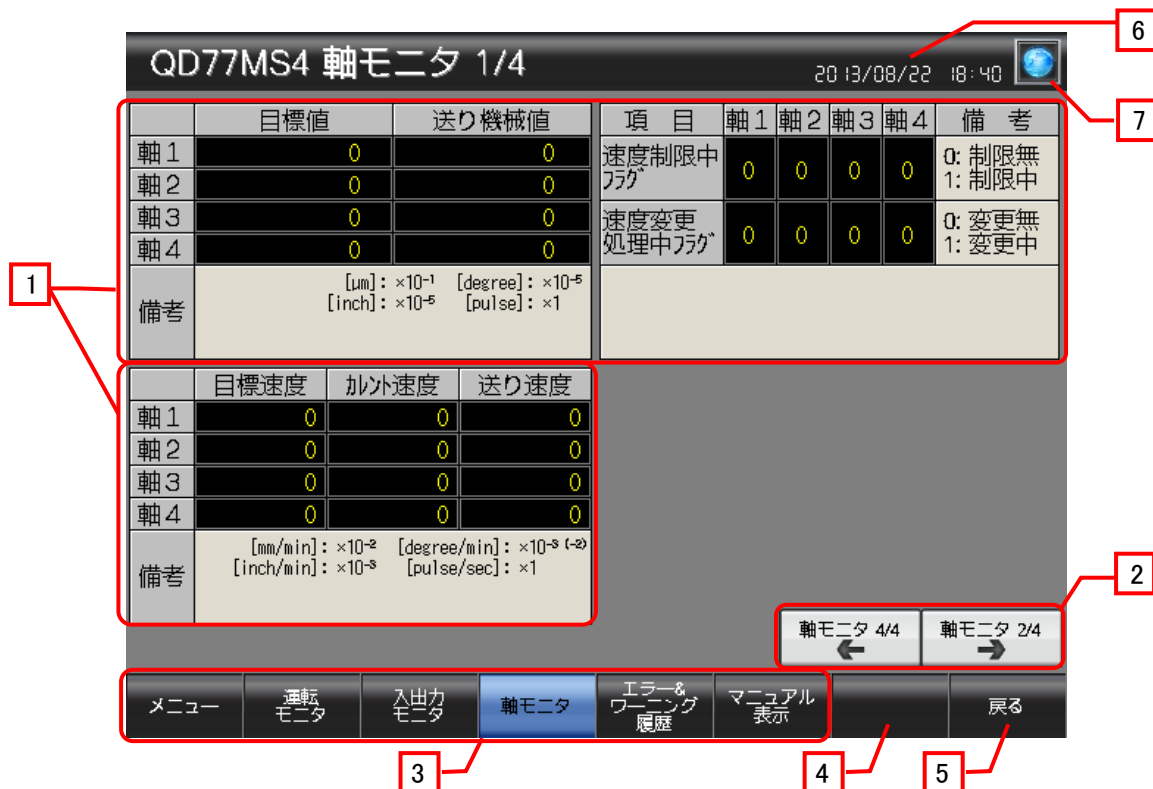 6
QD77MS4 軸モニタ 1/4
2013/08/22 18:40
7
目標値 送り機械値
軸1 0 0
軸2 0 0
軸3 0 0
軸4 0 0
備考 [μm]: ×10⁻¹ [degree]: ×10⁻⁵
[inch]: ×10⁻⁵ [pulse]: ×1
項 目 軸1 軸2 軸3 軸4 備 考
速度制限中
ﾌﾗｸﾞ 0 0 0 0 0: 制限無
1: 制限中
速度変更
処理中ﾌﾗｸﾞ 0 0 0 0 0: 変更無
1: 変更中
1
目標速度 ｶﾚﾝﾄ速度 送り速度
軸1 0 0 0
軸2 0 0 0
軸3 0 0 0
軸4 0 0 0
備考 [mm/min]: ×10⁻² [degree/min]: ×10⁻³ ⁽⁻²⁾
[inch/min]: ×10⁻³ [pulse/sec]: ×1
2
軸モニタ 4/4
軸モニタ 2/4
メニュー
運転
モニタ
入出力
モニタ
軸モニタ
エラー&
ワーニング
履歴
マニュアル
表示
戻る
3
4
5